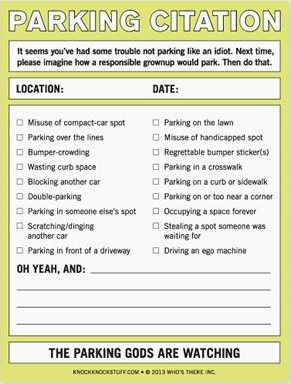 PARKING CITATION
It seems you've had some trouble not parking like an idiot. Next time,
please imagine how a responsible grownup would park. Then do that.
LOCATION: DATE:
Misuse of compact-car spot
Parking over the lines
Bumper-crowding
Wasting curb space
Blocking another car
Double-parking
Parking in someone else's spot
Scratching/dinging
another car
Parking in front of a driveway
Parking on the lawn
Misuse of handicapped spot
Regrettable bumper sticker(s)
Parking in a crosswalk
Parking on a curb or sidewalk
Parking on or too near a corner
Occupying a space forever
Stealing a spot someone was
waiting for
Driving an ego machine
OH YEAH, AND:
THE PARKING GODS ARE WATCHING
KNOCKKNOCKSTUFF.COM • © 2013 WHO'S THERE INC.